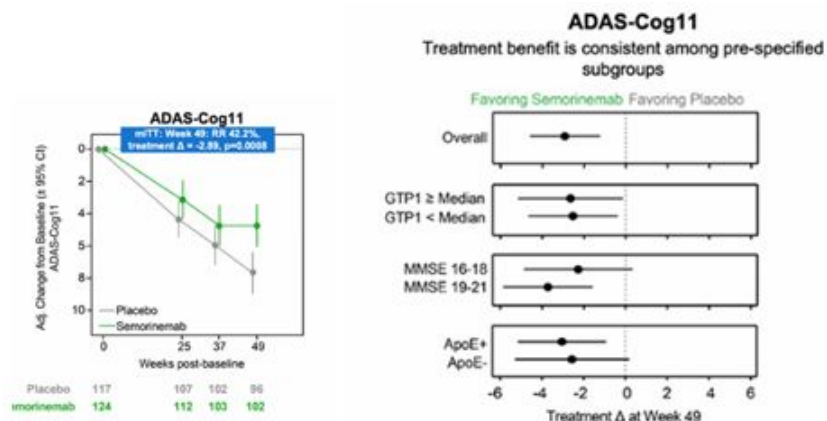 ADAS-Cog11
mITT: Week 49: RR 42.2%,
treatment Δ = -2.89, p=0.0008
Adj. Change from Baseline (± 95% CI)
ADAS-Cog11
0
2
4
5
8
10
Placebo
Semorinemab
0 25 37 49
Weeks post-baseline
Placebo 117 107 102 96
morinemab 124 112 103 102
ADAS-Cog11
Treatment benefit is consistent among pre-specified
subgroups
Favoring Semorinemab Favoring Placebo
Overall
GTP1 ≥ Median
GTP1 < Median
MMSE 16-18
MMSE 19-21
ApoE+
ApoE-
-6 -4 -2 0 2 4 6
Treatment Δ at Week 49